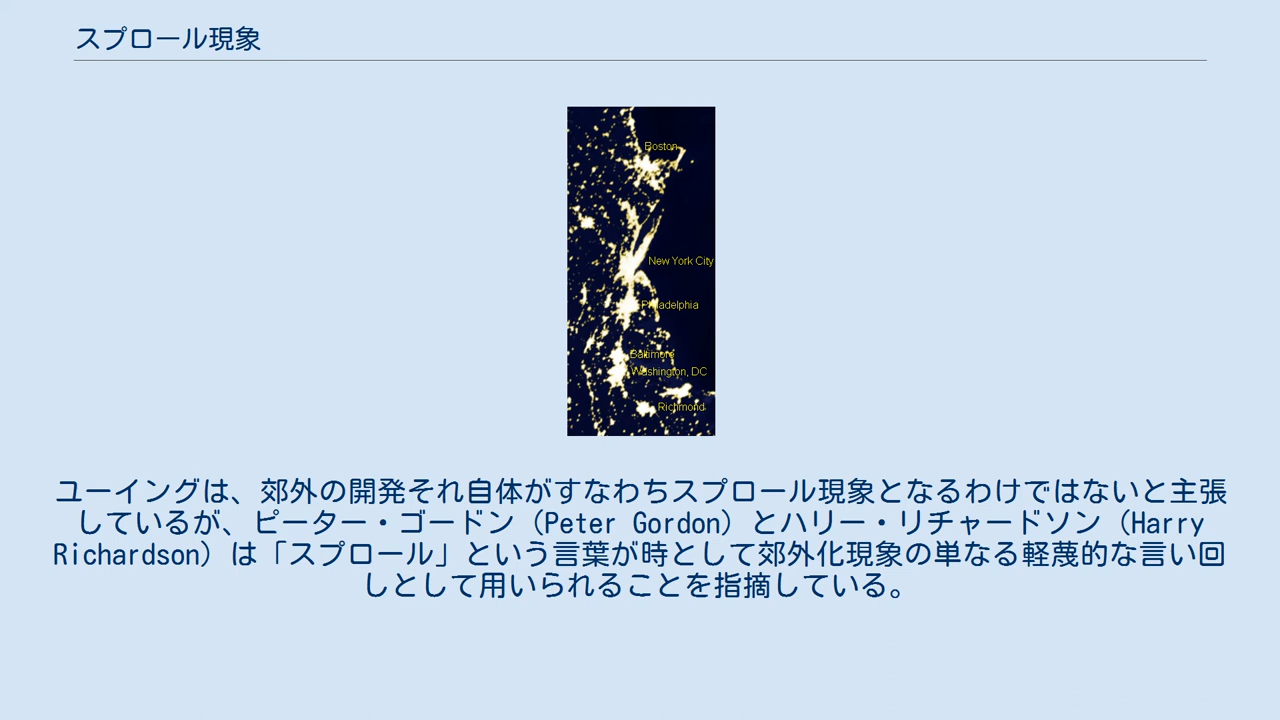 スプロール現象
Boston
New York City
Philadelphia
Baltimore
Washington, DC
Richmond
ユーイングは、郊外の開発それ自体がすなわちスプロール現象となるわけではないと主張
しているが、ピーター・ゴードン（Peter Gordon）とハリー・リチャードソン（Harry
Richardson）は「スプロール」という言葉が時として郊外化現象の単なる軽蔑的な言い回
しとして用いられることを指摘している。